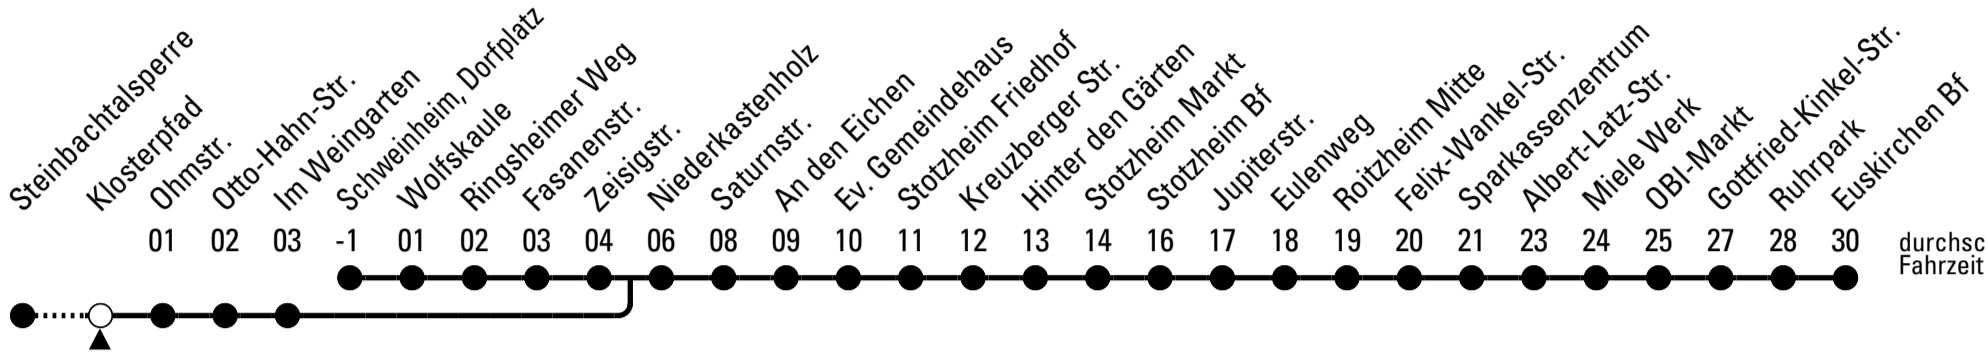 Steinbachtalsperre
Klosterpfad
Ohmstr.
Otto-Hahn-Str.
Im Weingarten
Schweinheim, Dorfplatz
Wolfskaule
Ringsheimer Weg
Fasanenstr.
Zeisigstr.
Niederkastenholz
Saturnstr.
An den Eichen
Ev. Gemeindehaus
Stotzheim Friedhof
Kreuzberger Str.
Hinter den Gärten
Stotzheim Markt
Stotzheim Bf
Jupiterstr.
Eulenweg
Roitzheim Mitte
Felix-Wankel-Str.
Sparkassenzentrum
Albert-Latz-Str.
Miele Werk
OBI-Markt
Gottfried-Kinkel-Str.
Ruhrpark
Euskirchen Bf
01 02 03 -1 01 02 03 04 06 08 09 10 11 12 13 14 16 17 18 19 20 21 23 24 25 27 28 30
durchsc
Fahrzeit